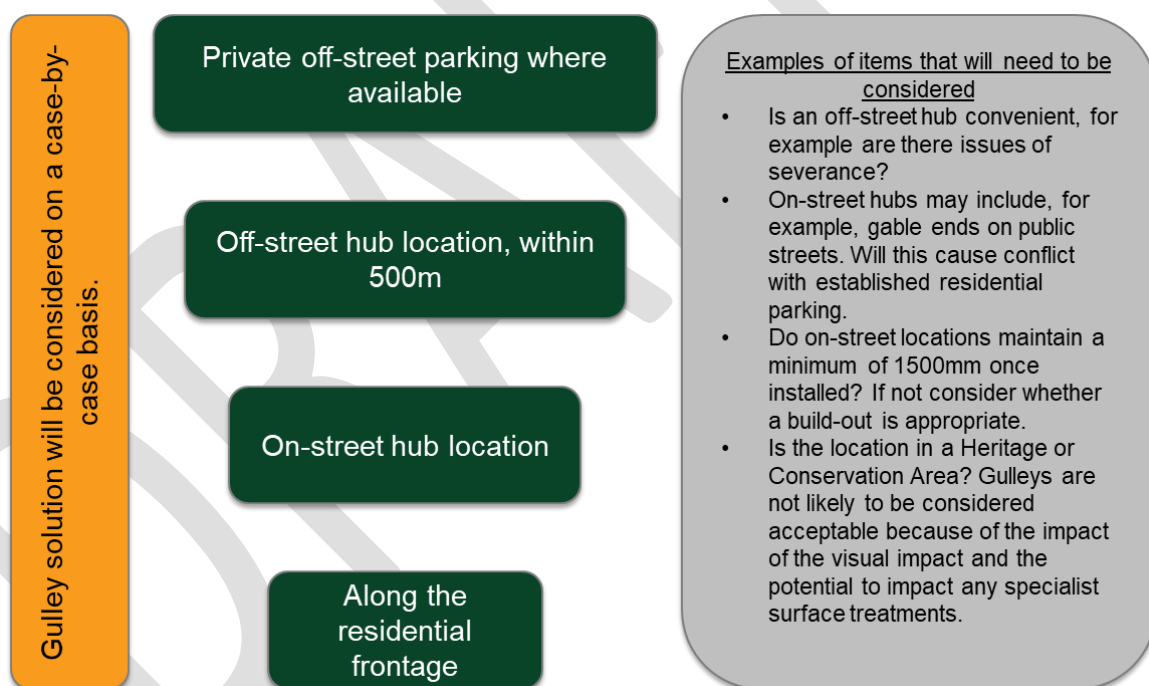 Gulley solution will be considered on a case-by-
case basis.
Private off-street parking where
available
Off-street hub location, within
500m
On-street hub location
Along the
residential
frontage
Examples of items that will need to be
considered
• Is an off-street hub convenient, for
example are there issues of
severance?
• On-street hubs may include, for
example, gable ends on public
streets. Will this cause conflict
with established residential
parking.
• Do on-street locations maintain a
minimum of 1500mm once
installed? If not consider whether
a build-out is appropriate.
• Is the location in a Heritage or
Conservation Area? Gulleys are
not likely to be considered
acceptable because of the impact
of the visual impact and the
potential to impact any specialist
surface treatments.